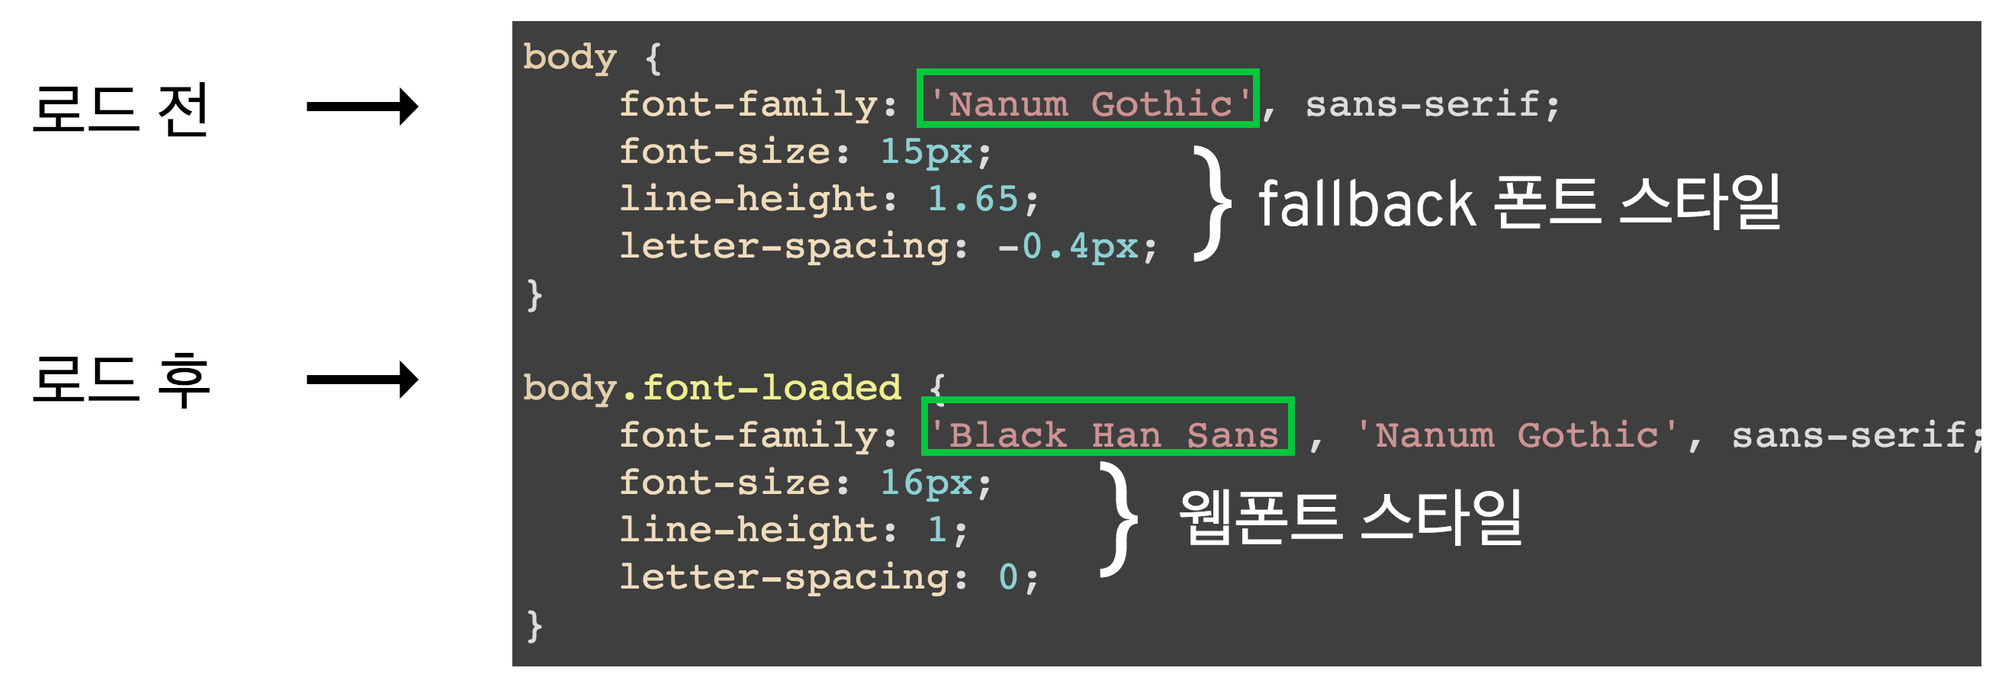 로드 전
body {
font-family: 'Nanum Gothic', sans-serif;
font-size: 15px;
line-height: 1.65;
letter-spacing: -0.4px;
} fallback 폰트 스타일
}
로드 후
body.font-loaded {
font-family: 'Black Han Sans , 'Nanum Gothic', sans-serif;
font-size: 16px;
line-height: 1;
letter-spacing: 0;
} 웹폰트 스타일
}